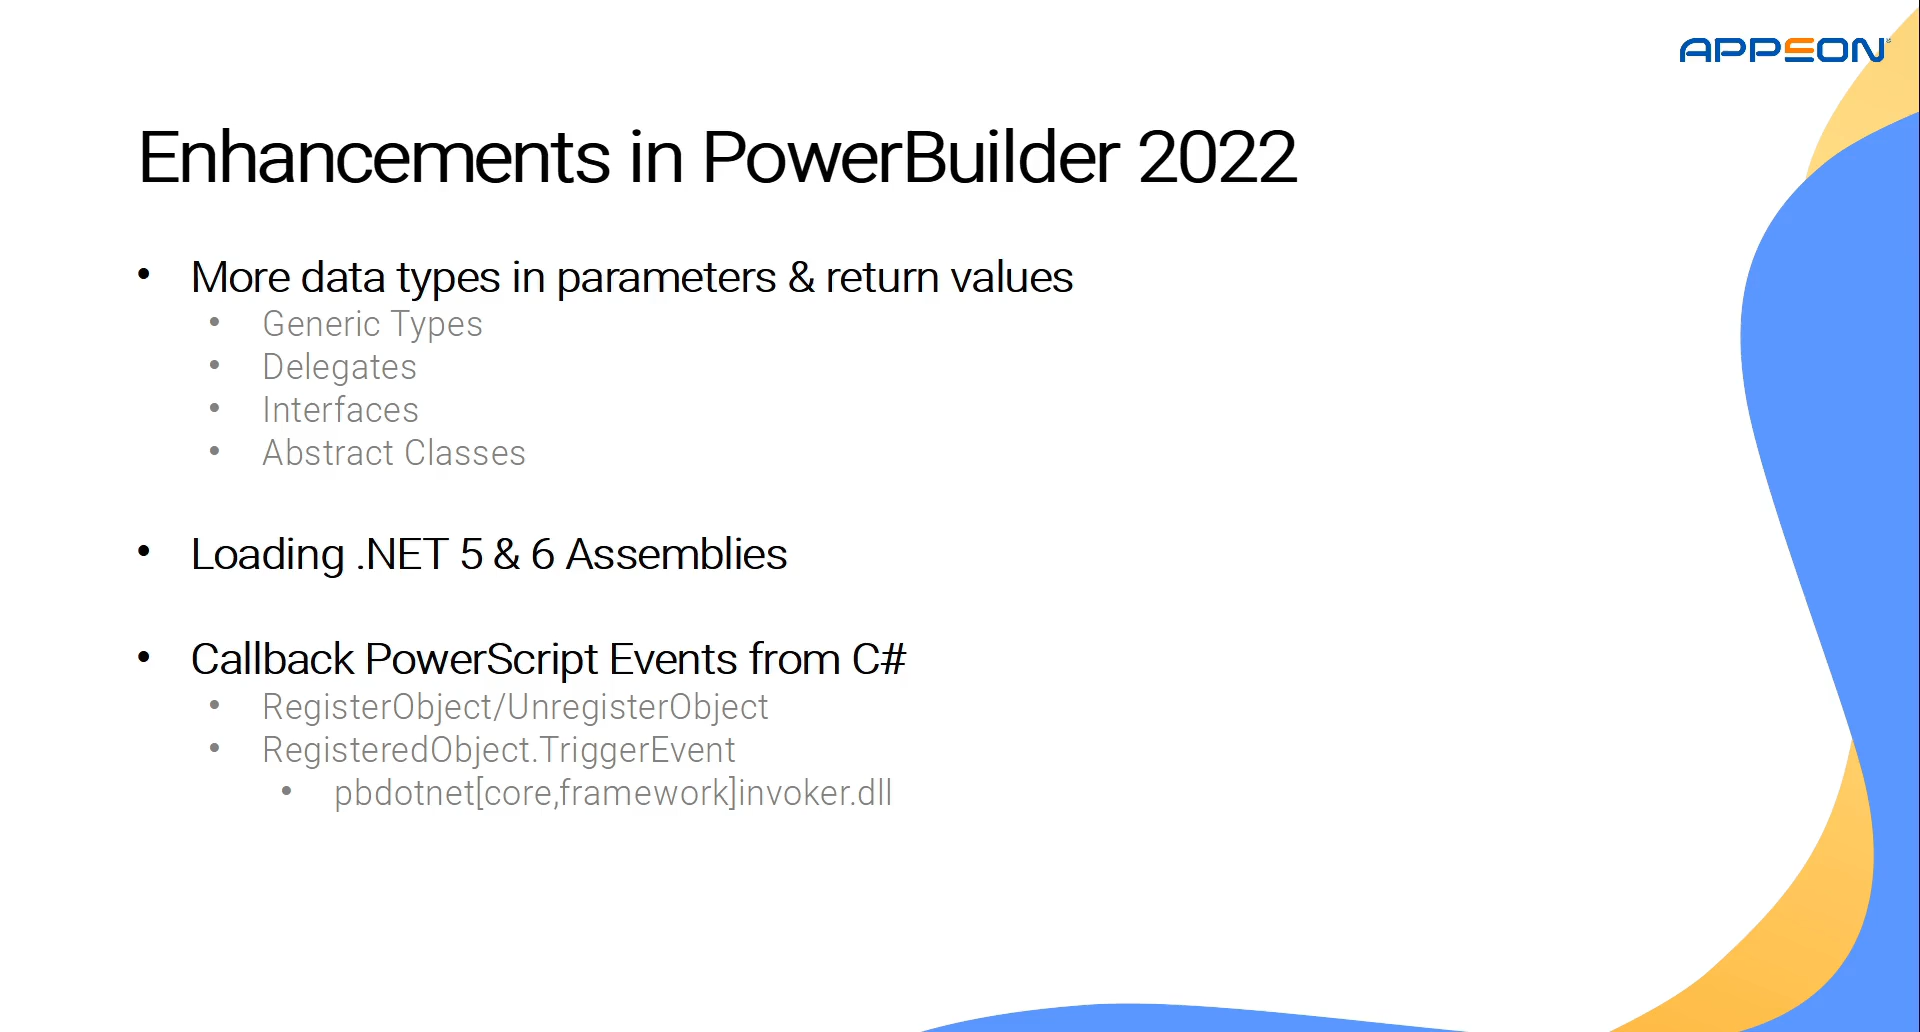 APPEON®
Enhancements in PowerBuilder 2022
• More data types in parameters & return values
• Generic Types
• Delegates
• Interfaces
• Abstract Classes
• Loading .NET 5 & 6 Assemblies
• Callback PowerScript Events from C#
• RegisterObject/UnregisterObject
• RegisteredObject.TriggerEvent
• pbdotnet[core,framework]invoker.dll